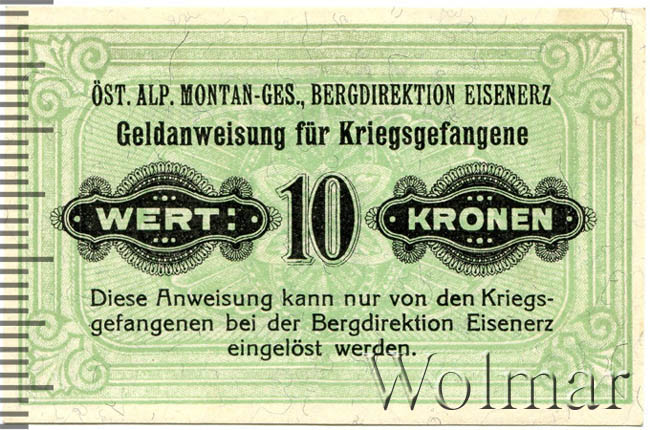 ÖST. ALP. MONTAN-GES., BERGDIREKTION EISENERZ
Geldanweisung für Kriegsgefangene
WERT: 10 KRONEN
Diese Anweisung kann nur von den Kriegs-
gefangenen bei der Bergdirektion Eisenerz
eingelöst werden.
Wolmar